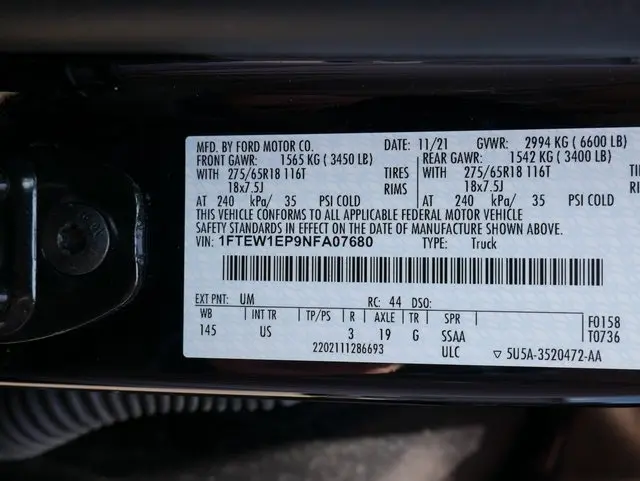 MFD. BY FORD MOTOR CO. DATE: 11/21 GVWR: 2994 KG ( 6600 LB)
FRONT GAWR: 1565 KG ( 3450 LB) REAR GAWR: 1542 KG ( 3400 LB)
WITH 275/65R18 116T TIRES WITH 275/65R18 116T TIRES
18x7.5J RIMS 18x7.5J RIMS
AT 240 kPa/ 35 PSI COLD AT 240 kPa/ 35 PSI COLD
THIS VEHICLE CONFORMS TO ALL APPLICABLE FEDERAL MOTOR VEHICLE
SAFETY STANDARDS IN EFFECT ON THE DATE OF MANUFACTURE SHOWN ABOVE.
VIN: 1FTEW1EP9NFA07680 TYPE: Truck
EXT PNT: UM RC: 44 DSO:
WB INT TR TP/PS R AXLE TR SPR F0158
145 US 3 19 G SSAA T0736
2202111286693 ULC ▽ 5U5A-3520472-AA